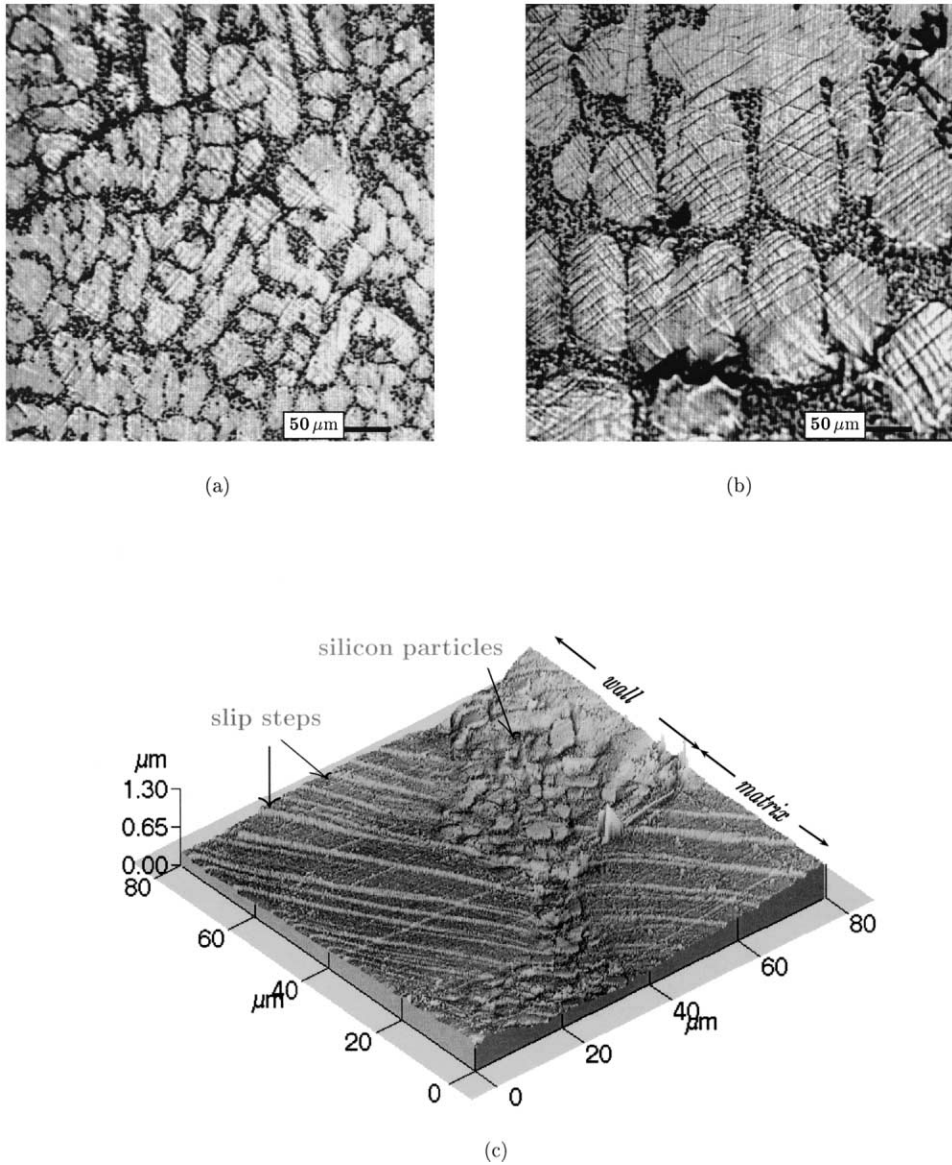 50 μm
50 μm
(a)
(b)
silicon particles
slip steps
wall
matrix
μm
1.30
0.65
0.00
80
60
μm
40
20
0
80
60
40
μm
20
0
(c)